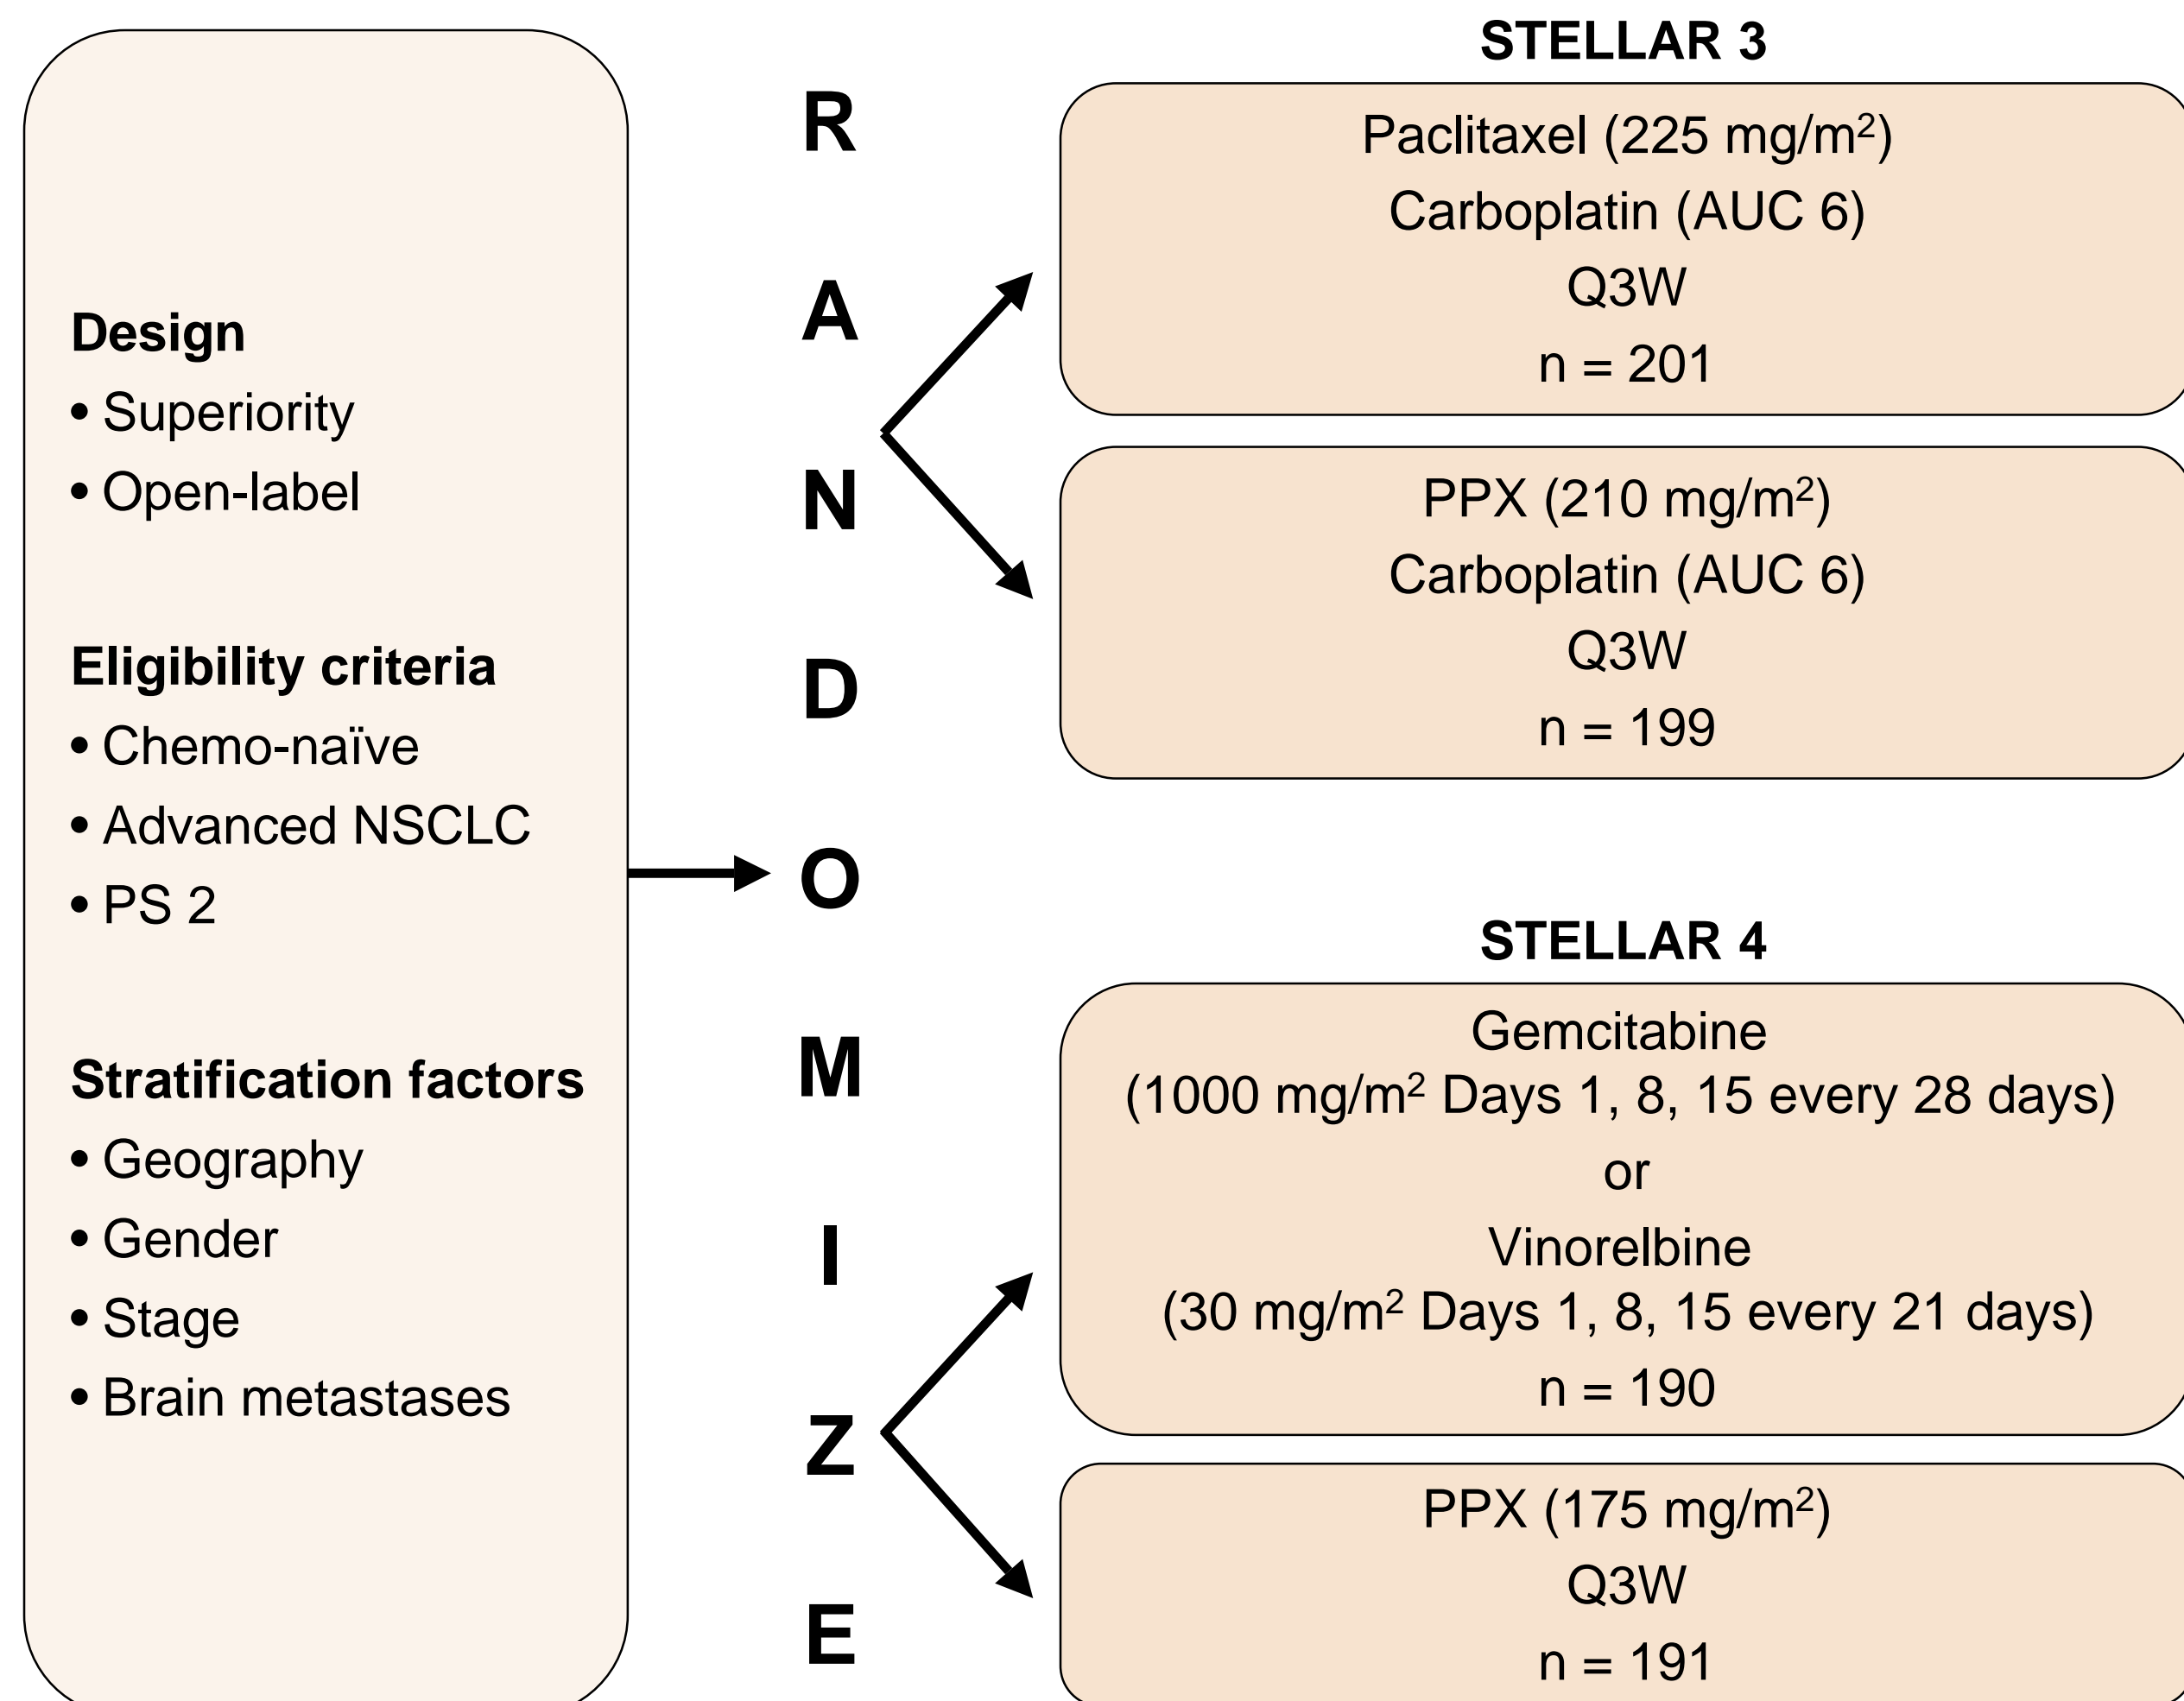 Design
• Superiority
• Open-label
Eligibility criteria
• Chemo-naïve
• Advanced NSCLC
• PS 2
Stratification factors
• Geography
• Gender
• Stage
• Brain metastases
R
A
N
D
O
M
I
Z
E
STELLAR 3
Paclitaxel (225 mg/m²)
Carboplatin (AUC 6)
Q3W
n = 201
PPX (210 mg/m²)
Carboplatin (AUC 6)
Q3W
n = 199
STELLAR 4
Gemcitabine
(1000 mg/m² Days 1, 8, 15 every 28 days)
or
Vinorelbine
(30 mg/m² Days 1, 8, 15 every 21 days)
n = 190
PPX (175 mg/m²)
Q3W
n = 191